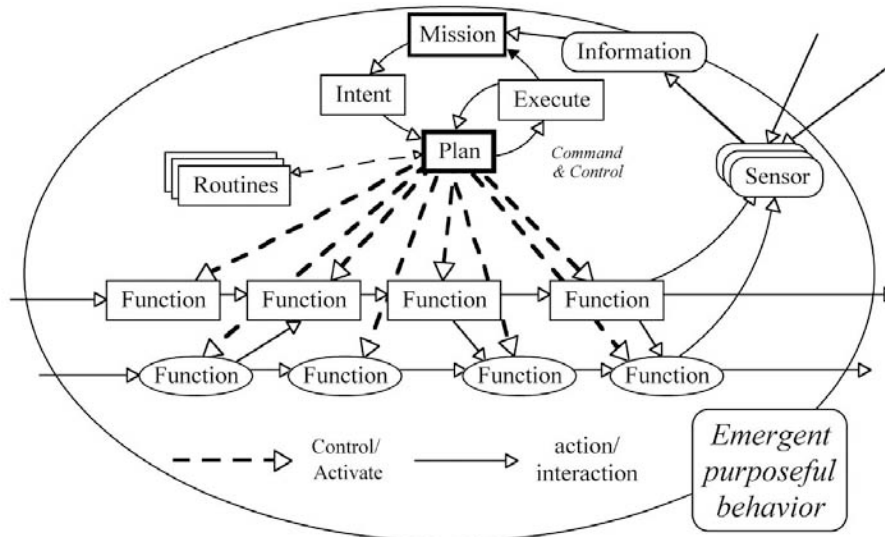 Mission
Information
Intent
Execute
Plan
Command
& Control
Routines
Sensor
Function
Function
Function
Function
Function
Function
Function
Function
Control/
Activate
action/
interaction
Emergent
purposeful
behavior